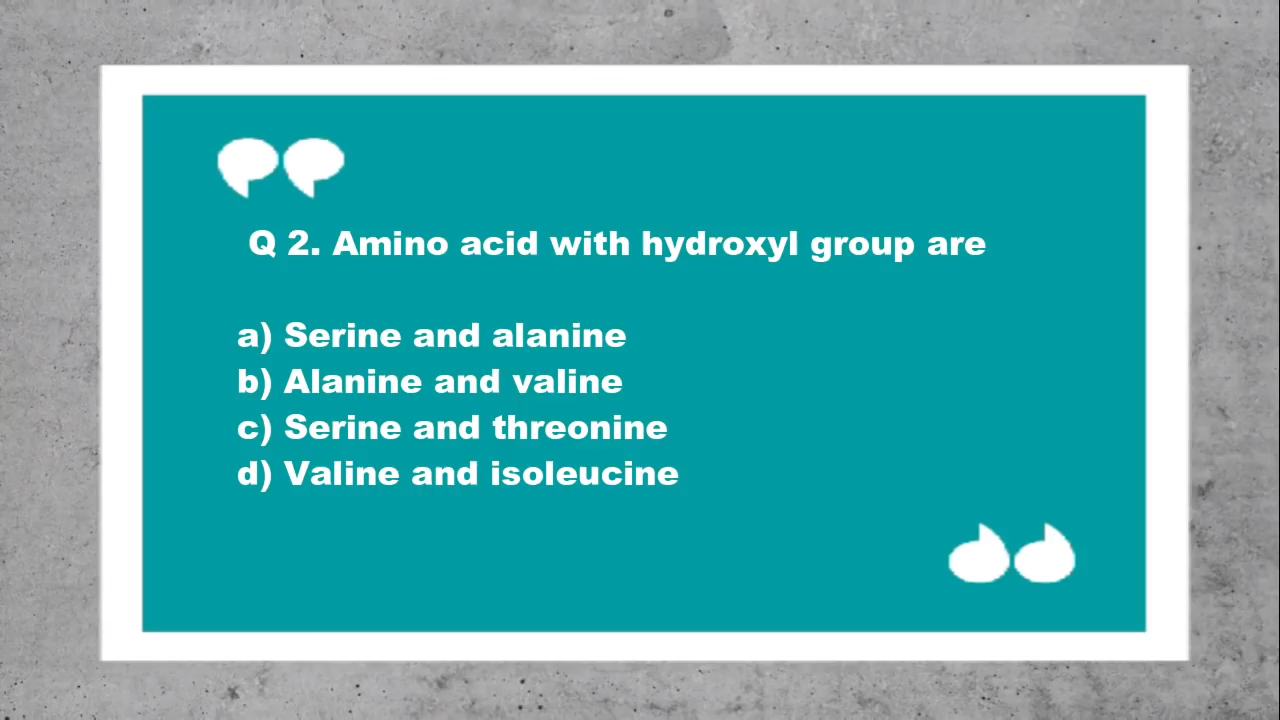 Q 2. Amino acid with hydroxyl group are
a) Serine and alanine
b) Alanine and valine
c) Serine and threonine
d) Valine and isoleucine